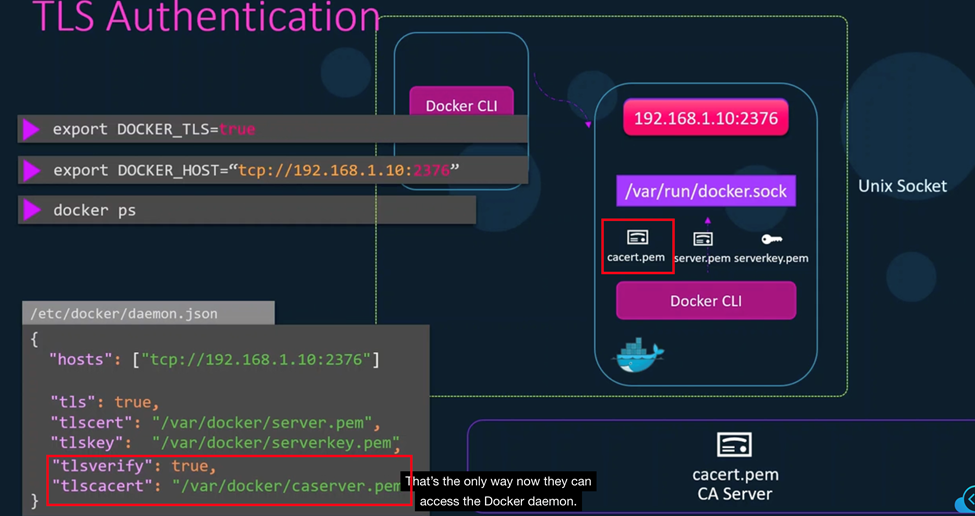 TLS Authentication
Docker CLI
export DOCKER_TLS=true
export DOCKER_HOST=“tcp://192.168.1.10:2376”
docker ps
192.168.1.10:2376
/var/run/docker.sock
Unix Socket
cacert.pem
server.pem
serverkey.pem
Docker CLI
/etc/docker/daemon.json
{
"hosts": ["tcp://192.168.1.10:2376"]
"tls": true,
"tlscert": "/var/docker/server.pem",
"tlskey": "/var/docker/serverkey.pem",
"tlsverify": true,
"tlscacert": "/var/docker/caserver.pem
}
That's the only way now they can
access the Docker daemon.
cacert.pem
CA Server